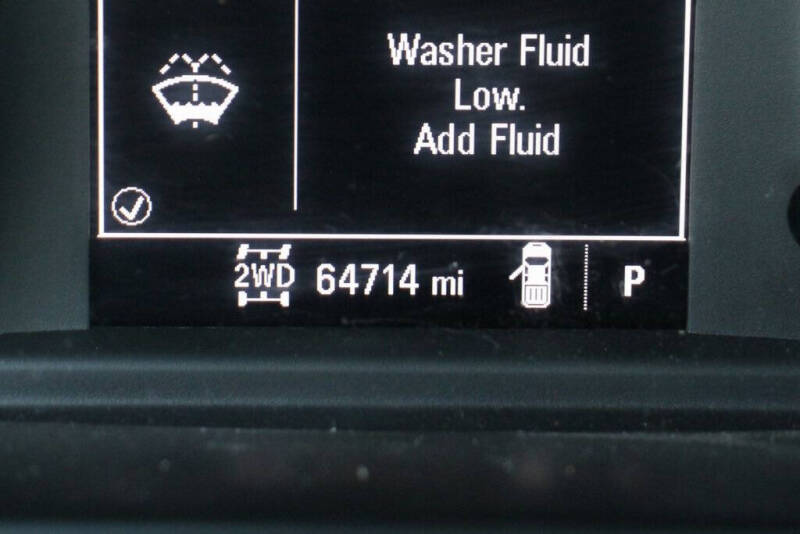 Washer Fluid
Low.
Add Fluid
2WD 64714 mi P